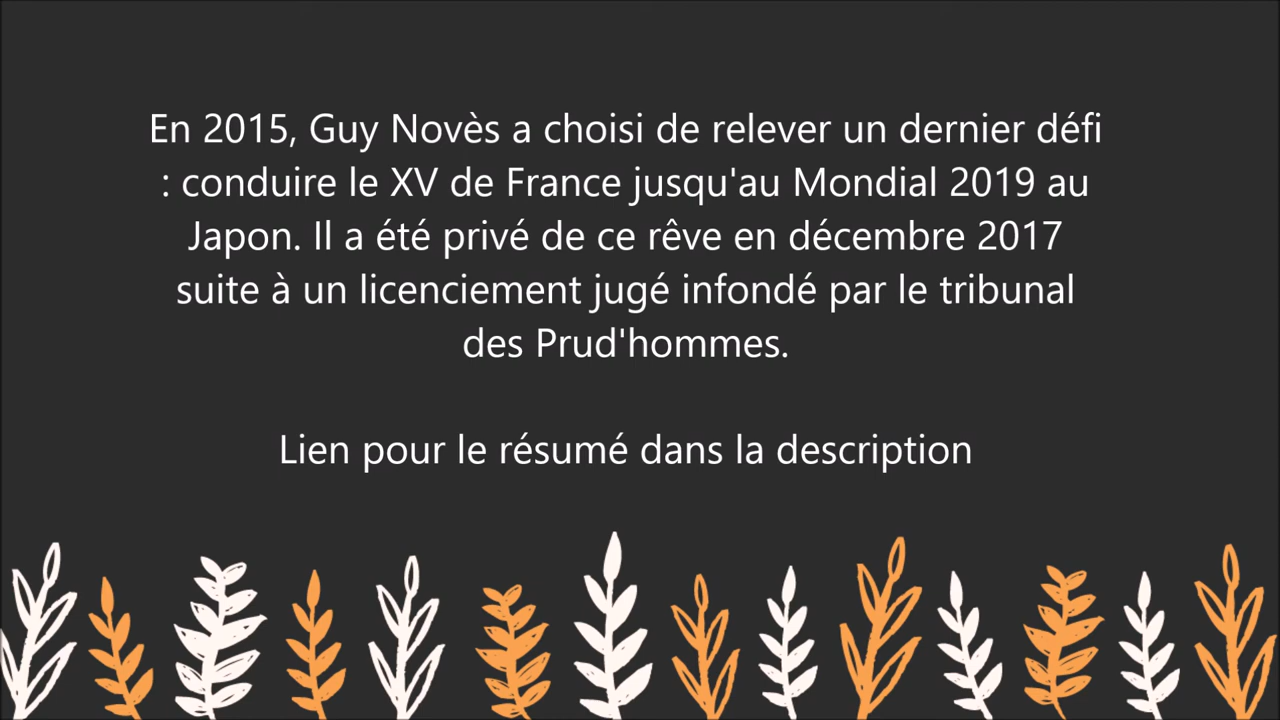 En 2015, Guy Novès a choisi de relever un dernier défi
: conduire le XV de France jusqu'au Mondial 2019 au
Japon. Il a été privé de ce rêve en décembre 2017
suite à un licenciement jugé infondé par le tribunal
des Prud'hommes.
Lien pour le résumé dans la description